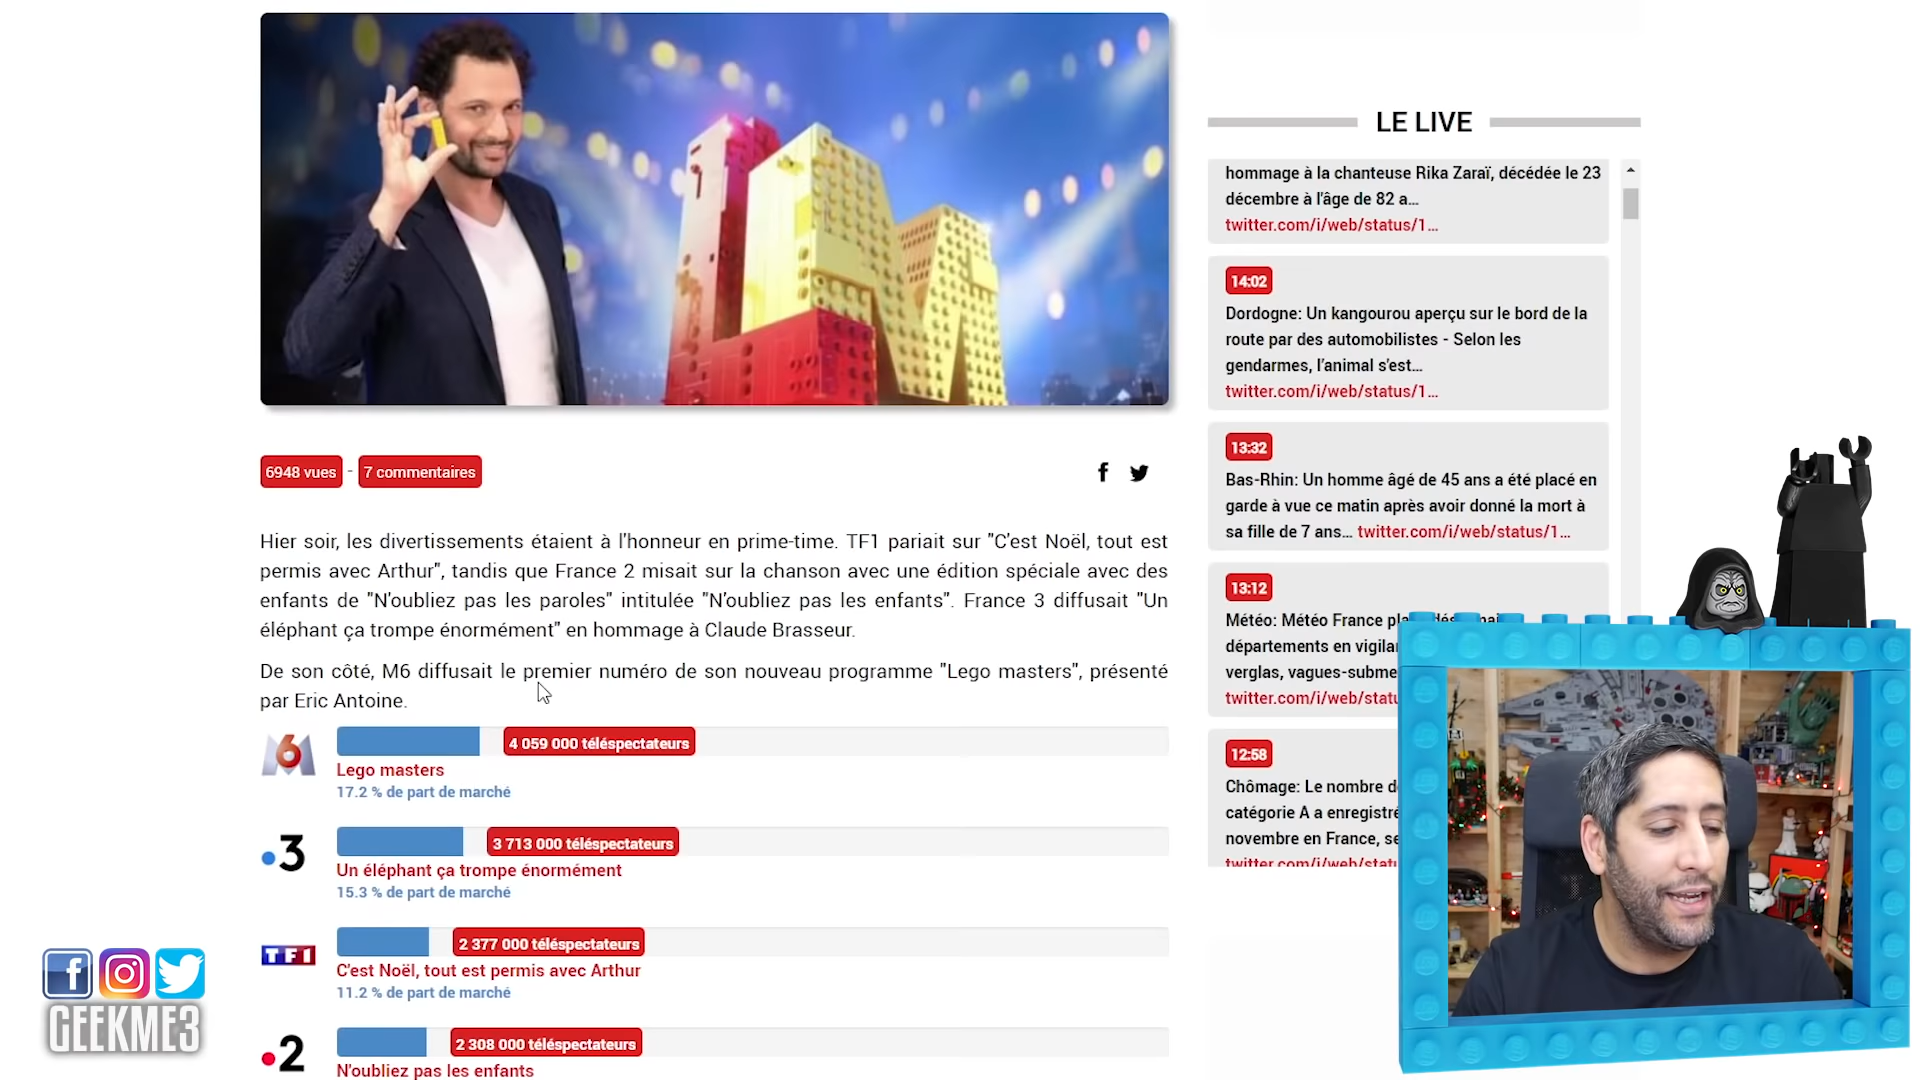 LE LIVE
hommage à la chanteuse Rika Zaraï, décédée le 23
décembre à l'âge de 82 a…
twitter.com/i/web/status/1…
14:02
Dordogne: Un kangourou aperçu sur le bord de la
route par des automobilistes - Selon les
gendarmes, l’animal s’est…
twitter.com/i/web/status/1…
13:32
Bas-Rhin: Un homme âgé de 45 ans a été placé en
garde à vue ce matin après avoir donné la mort à
sa fille de 7 ans… twitter.com/i/web/status/1…
13:12
Météo: Météo France
départements en
verglas,
twitter.com/i/web/
12:58
Chômage: Le nombre
catégorie A a
novembre en France,
twitter.com/i/web/
6948 vues - 7 commentaires
Hier soir, les divertissements étaient à l'honneur en prime-time. TF1 pariait sur "C'est Noël, tout est
permis avec Arthur", tandis que France 2 misait sur la chanson avec une édition spéciale avec des
enfants de "N'oubliez pas les paroles" intitulée "N’oubliez pas les enfants". France 3 diffusait "Un
éléphant ça trompe énormément" en hommage à Claude Brasseur.
De son côté, M6 diffusait le premier numéro de son nouveau programme "Lego masters", présenté
par Eric Antoine.
M6
4 059 000 téléspectateurs
Lego masters
17.2 % de part de marché
3
3 713 000 téléspectateurs
Un éléphant ça trompe énormément
15.3 % de part de marché
TF1
2 377 000 téléspectateurs
C'est Noël, tout est permis avec Arthur
11.2 % de part de marché
2
2 308 000 téléspectateurs
N'oubliez pas les enfants
GEEKME3